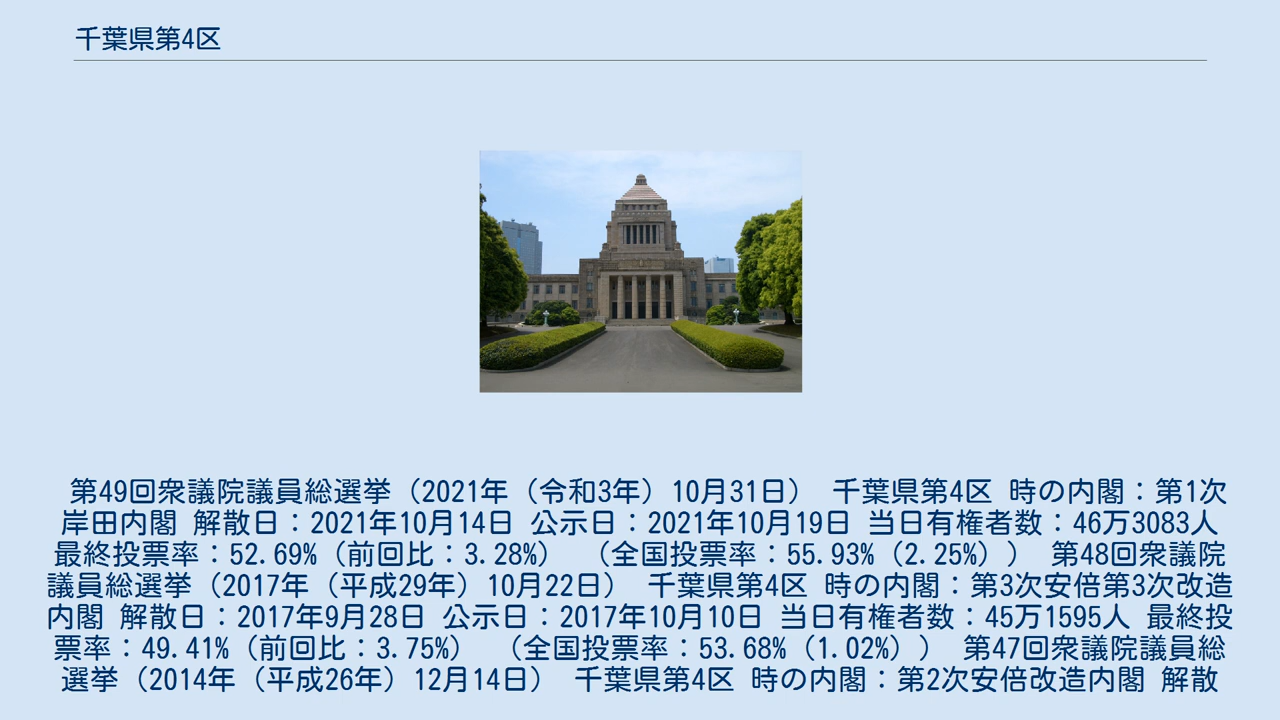 千葉県第4区
第49回衆議院議員総選挙（2021年（令和3年）10月31日） 千葉県第4区 時の内閣：第1次
岸田内閣 解散日：2021年10月14日 公示日：2021年10月19日 当日有権者数：46万3083人
最終投票率：52.69%（前回比：3.28%） （全国投票率：55.93%（2.25%）） 第48回衆議院
議員総選挙（2017年（平成29年）10月22日） 千葉県第4区 時の内閣：第3次安倍第3次改造
内閣 解散日：2017年9月28日 公示日：2017年10月10日 当日有権者数：45万1595人 最終投
票率：49.41%（前回比：3.75%） （全国投票率：53.68%（1.02%）） 第47回衆議院議員総
選挙（2014年（平成26年）12月14日） 千葉県第4区 時の内閣：第2次安倍改造内閣 解散